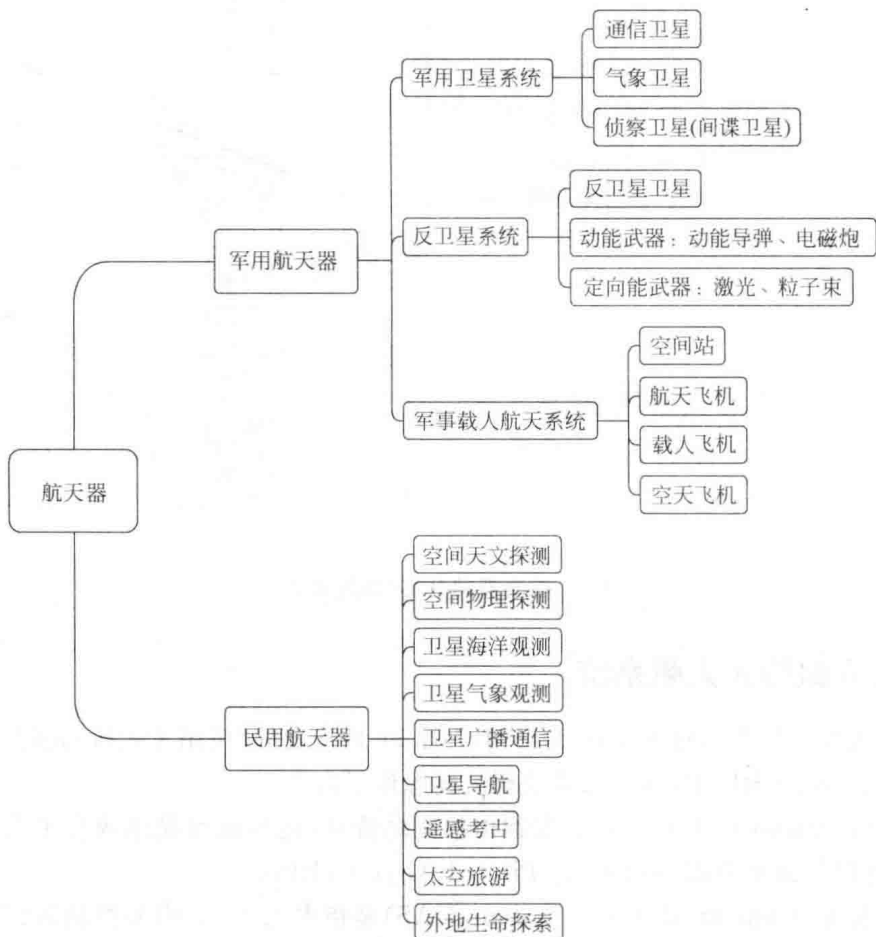 航天器
军用航天器
军用卫星系统
通信卫星
气象卫星
侦察卫星(间谍卫星)
反卫星系统
反卫星卫星
动能武器：动能导弹、电磁炮
定向能武器：激光、粒子束
军事载人航天系统
空间站
航天飞机
载人飞机
空天飞机
民用航天器
空间天文探测
空间物理探测
卫星海洋观测
卫星气象观测
卫星广播通信
卫星导航
遥感考古
太空旅游
外地生命探索